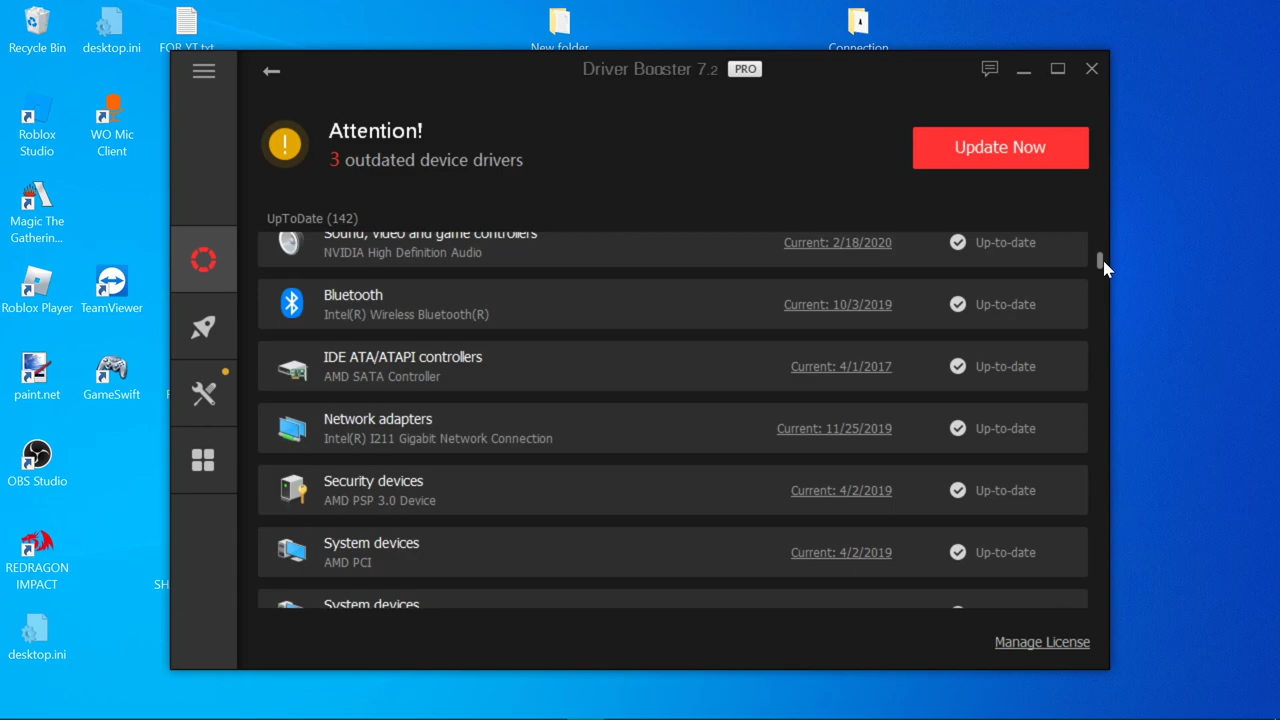 Recycle Bin
desktop.ini
FOR YT.txt
New folder
Connection
Roblox Studio
WO Mic Client
Magic The Gatherin...
Roblox Player
TeamViewer
paint.net
GameSwift
OBS Studio
REDRAGON IMPACT
SH
desktop.ini
Driver Booster 7.2 PRO
Attention!
3 outdated device drivers
Update Now
UpToDate (142)
Sound, video and game controllers
NVIDIA High Definition Audio
Current: 2/18/2020
Up-to-date
Bluetooth
Intel(R) Wireless Bluetooth(R)
Current: 10/3/2019
Up-to-date
IDE ATA/ATAPI controllers
AMD SATA Controller
Current: 4/1/2017
Up-to-date
Network adapters
Intel(R) I211 Gigabit Network Connection
Current: 11/25/2019
Up-to-date
Security devices
AMD PSP 3.0 Device
Current: 4/2/2019
Up-to-date
System devices
AMD PCI
Current: 4/2/2019
Up-to-date
System devices
Manage License